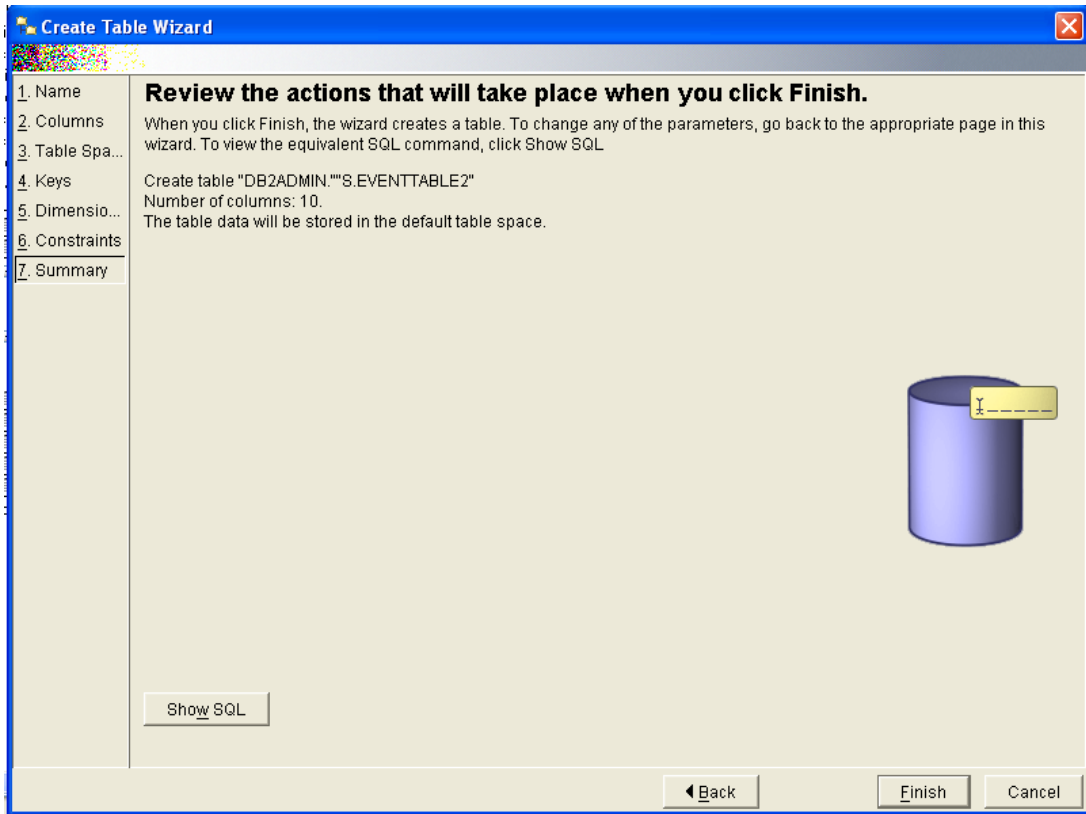 Create Table Wizard
1. Name
2. Columns
3. Table Spa...
4. Keys
5. Dimensio...
6. Constraints
7. Summary
Review the actions that will take place when you click Finish.
When you click Finish, the wizard creates a table. To change any of the parameters, go back to the appropriate page in this
wizard. To view the equivalent SQL command, click Show SQL
Create table "DB2ADMIN.""S.EVENTTABLE2"
Number of columns: 10.
The table data will be stored in the default table space.
Show SQL
Back
Finish
Cancel